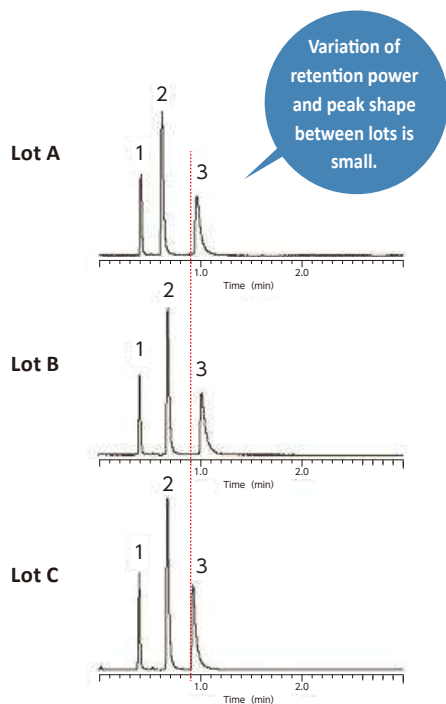 Variation of
retention power
and peak shape
between lots is
small.
Lot A
1
2
3
1.0
2.0
Time (min)
Lot B
1
2
3
1.0
2.0
Time (min)
Lot C
1
2
3
1.0
2.0
Time (min)